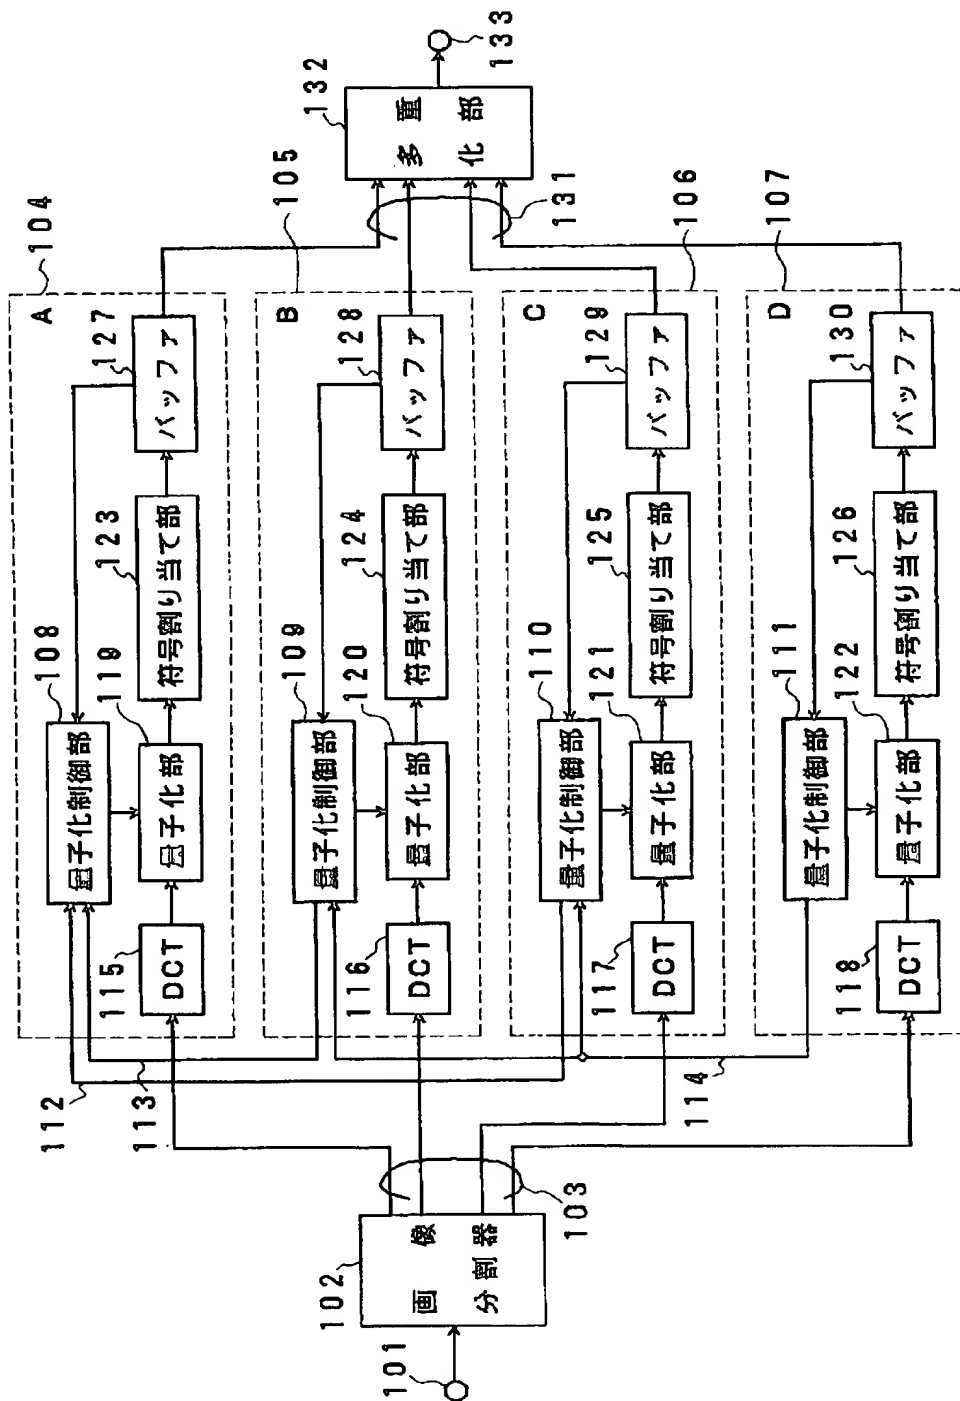 101
102
画像
分割器
103
104
A
108
量子化制御部
115
DCT
119
量子化部
123
符号割り当て部
127
バッファ
112
113
105
B
109
量子化制御部
116
DCT
120
量子化部
124
符号割り当て部
128
バッファ
106
C
110
量子化制御部
117
DCT
121
量子化部
125
符号割り当て部
129
バッファ
114
107
D
111
量子化制御部
118
DCT
122
量子化部
126
符号割り当て部
130
バッファ
131
132
多重
化部
133